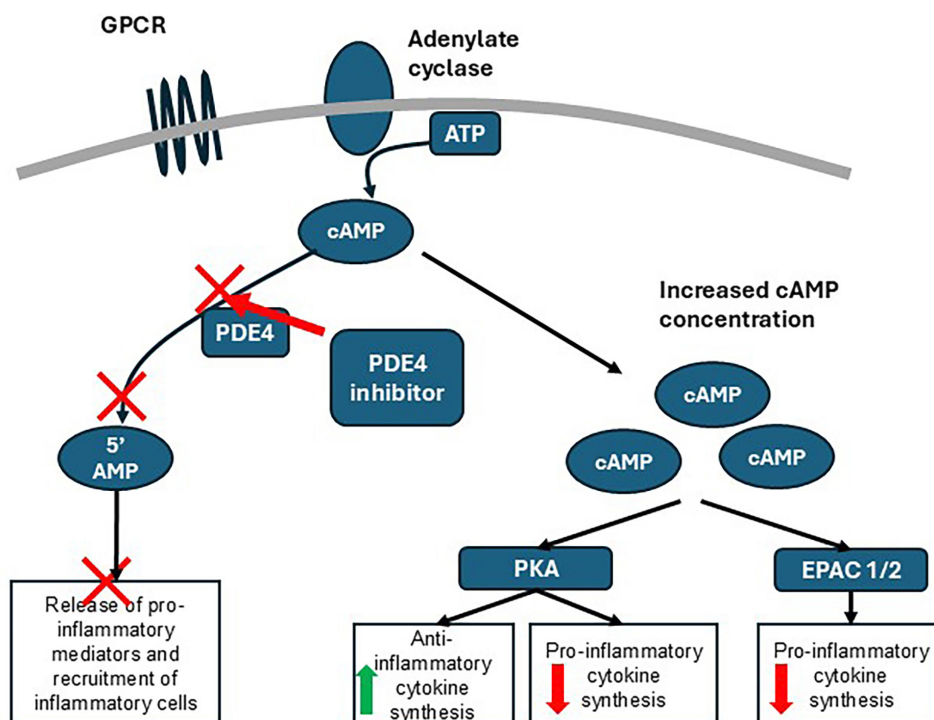 GPCR
Adenylate
cyclase
ATP
cAMP
PDE4
PDE4
inhibitor
Increased cAMP
concentration
cAMP
cAMP
cAMP
5’
AMP
PKA
EPAC 1/2
Release of pro-
inflammatory
mediators and
recruitment of
inflammatory cells
Anti-
inflammatory
cytokine
synthesis
Pro-inflammatory
cytokine
synthesis
Pro-inflammatory
cytokine
synthesis